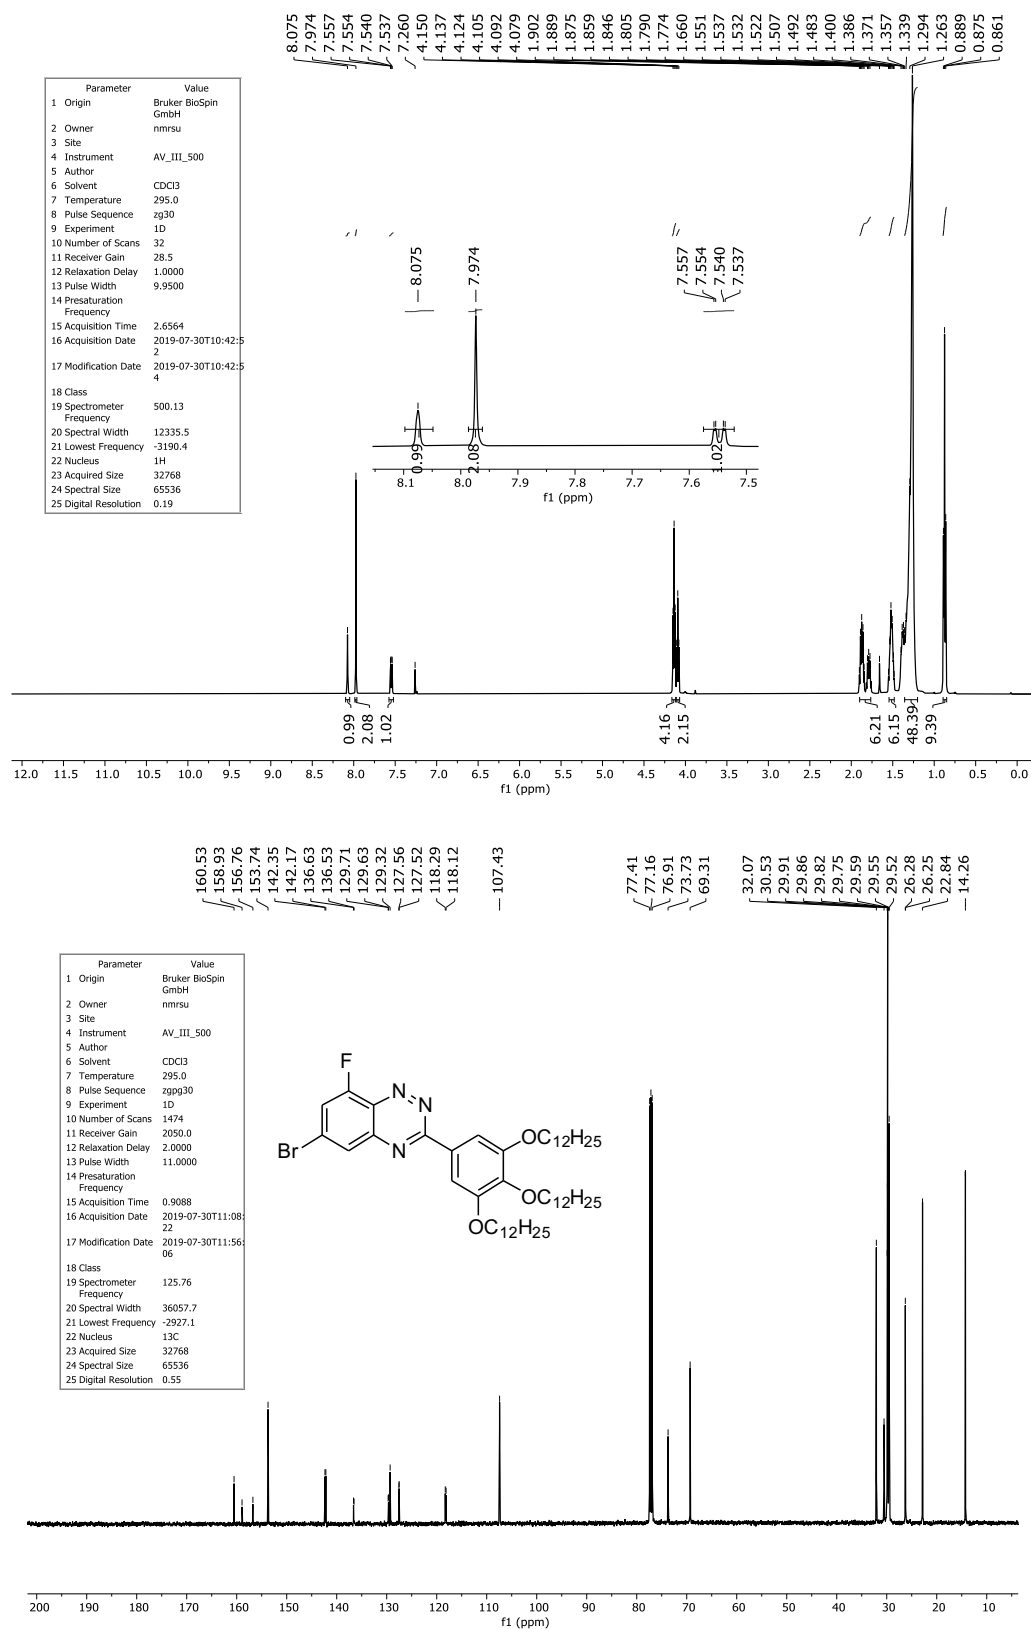 8.075
7.974
7.557
7.554
7.540
7.537
7.260
4.150
4.137
4.124
4.105
4.092
4.079
1.902
1.889
1.875
1.859
1.846
1.805
1.790
1.774
1.660
1.551
1.537
1.532
1.522
1.507
1.492
1.483
1.400
1.386
1.371
1.357
1.339
1.294
1.263
0.889
0.875
0.861
Parameter Value
1 Origin Bruker BioSpin
GmbH
2 Owner nmrsu
3 Site
4 Instrument AV_III_500
5 Author
6 Solvent CDCl3
7 Temperature 295.0
8 Pulse Sequence zg30
9 Experiment 1D
10 Number of Scans 32
11 Receiver Gain 28.5
12 Relaxation Delay 1.0000
13 Pulse Width 9.9500
14 Presaturation
Frequency
15 Acquisition Time 2.6564
16 Acquisition Date 2019-07-30T10:42:5
2
17 Modification Date 2019-07-30T10:42:5
4
18 Class
19 Spectrometer 500.13
Frequency
20 Spectral Width 12335.5
21 Lowest Frequency -3190.4
22 Nucleus 1H
23 Acquired Size 32768
24 Spectral Size 65536
25 Digital Resolution 0.19
8.075
7.974
7.557
7.554
7.540
7.537
0.99
2.08
1.02
8.1 8.0 7.9 7.8 7.7 7.6 7.5
f1 (ppm)
0.99
2.08
1.02
4.16
2.15
6.21
6.15
48.39
9.39
12.0 11.5 11.0 10.5 10.0 9.5 9.0 8.5 8.0 7.5 7.0 6.5 6.0 5.5 5.0 4.5 4.0 3.5 3.0 2.5 2.0 1.5 1.0 0.5 0.0
f1 (ppm)
160.53
158.93
156.76
153.74
142.35
142.17
136.63
136.53
129.71
129.63
129.32
127.56
127.52
118.29
118.12
107.43
77.41
77.16
76.91
73.73
69.31
32.07
30.53
29.91
29.86
29.82
29.75
29.59
29.55
29.52
26.28
26.25
22.84
14.26
Parameter Value
1 Origin Bruker BioSpin
GmbH
2 Owner nmrsu
3 Site
4 Instrument AV_III_500
5 Author
6 Solvent CDCl3
7 Temperature 295.0
8 Pulse Sequence zgpg30
9 Experiment 1D
10 Number of Scans 1474
11 Receiver Gain 2050.0
12 Relaxation Delay 2.0000
13 Pulse Width 11.0000
14 Presaturation
Frequency
15 Acquisition Time 0.9088
16 Acquisition Date 2019-07-30T11:08:
22
17 Modification Date 2019-07-30T11:56:
06
18 Class
19 Spectrometer 125.76
Frequency
20 Spectral Width 36057.7
21 Lowest Frequency -2927.1
22 Nucleus 13C
23 Acquired Size 32768
24 Spectral Size 65536
25 Digital Resolution 0.55
F
N
N
Br
N
OC12H25
OC12H25
OC12H25
200 190 180 170 160 150 140 130 120 110 100 90 80 70 60 50 40 30 20 10
f1 (ppm)